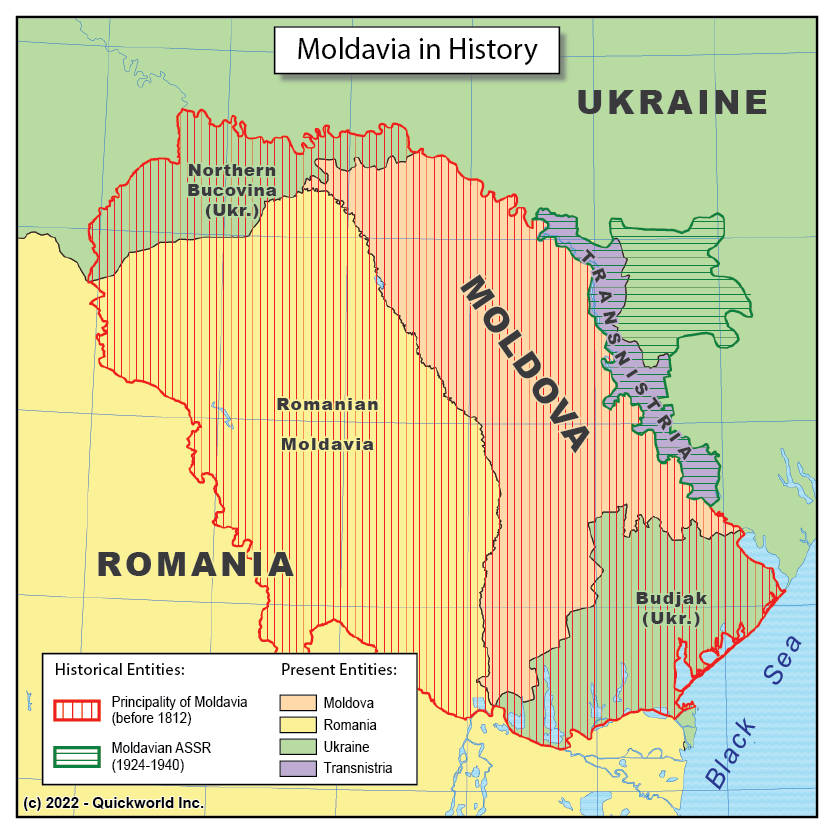 Moldavia in History
UKRAINE
Northern
Bucovina
(Ukr.)
TRANSNISTRIA
MOLDOVA
Romanian
Moldavia
ROMANIA
Budjak
(Ukr.)
Black Sea
Historical Entities:
Principality of Moldavia
(before 1812)
Moldavian ASSR
(1924-1940)
Present Entities:
Moldova
Romania
Ukraine
Transnistria
(c) 2022 - Quickworld Inc.